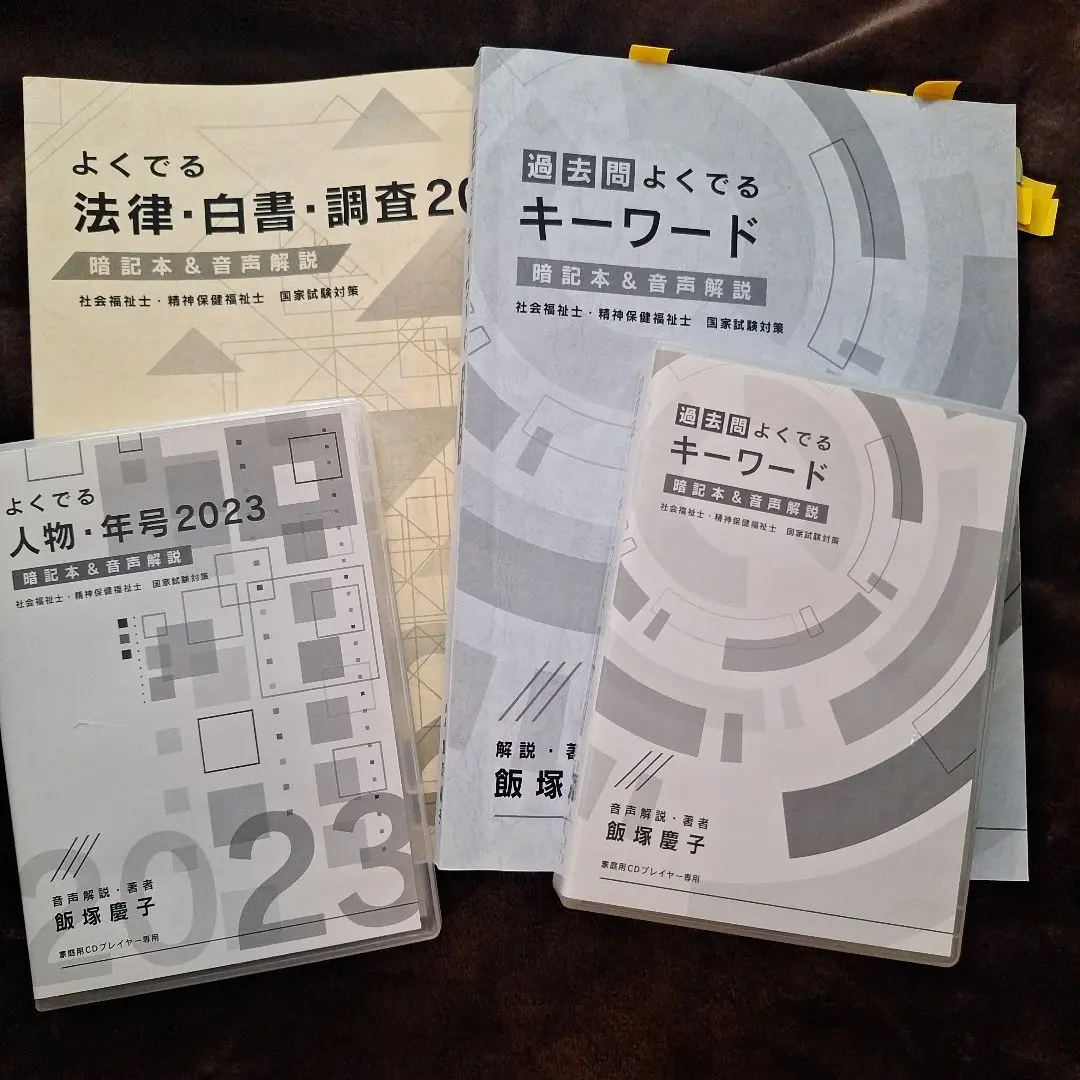 よくでる
法律・白書・調査20
暗記本＆音声解説
社会福祉士・精神保健福祉士　国家試験対策
過去問よくでる
キーワード
暗記本＆音声解説
社会福祉士・精神保健福祉士　国家試験対策
解説・著
飯塚
よくでる
人物・年号2023
暗記本＆音声解説
社会福祉士・精神保健福祉士　国家試験対策
2023
音声解説・著者
飯塚慶子
家庭用CDプレイヤー専用
過去問よくでる
キーワード
暗記本＆音声解説
社会福祉士・精神保健福祉士　国家試験対策
音声解説・著者
飯塚慶子
家庭用CDプレイヤー専用